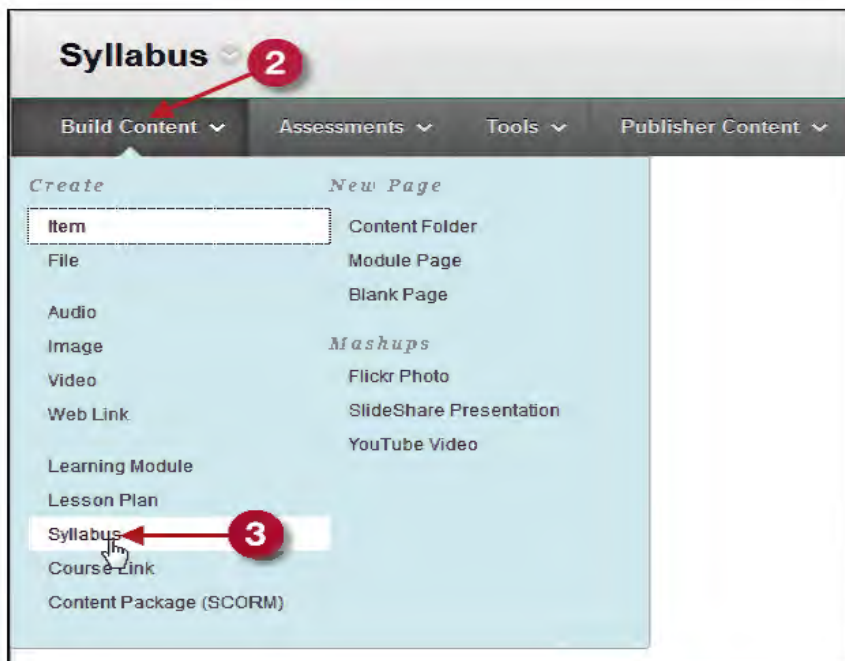 Syllabus
2
Build Content
Assessments
Tools
Publisher Content
Create
Item
File
Audio
Image
Video
Web Link
Learning Module
Lesson Plan
Syllabus
3
Course Link
Content Package (SCORM)
New Page
Content Folder
Module Page
Blank Page
Mashups
Flickr Photo
SlideShare Presentation
YouTube Video